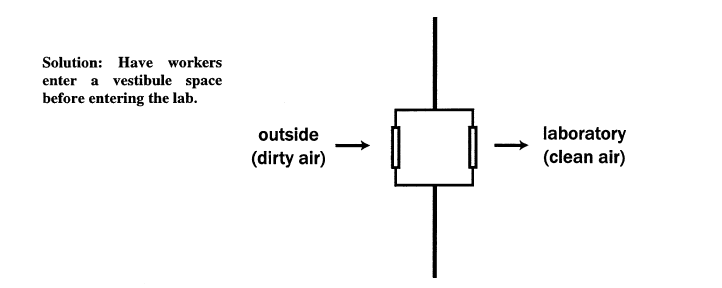 Solution: Have workers
enter a vestibule space
before entering the lab.
outside
(dirty air)
laboratory
(clean air)